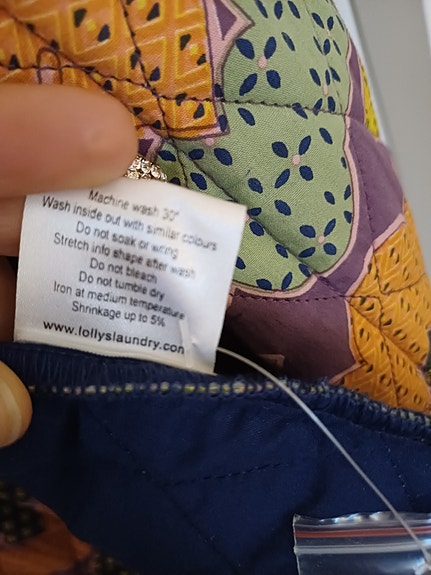 Machine wash 30°
Wash inside out with similar colours
Do not soak or wring
Stretch info shape after wash
Do not bleach
Do not tumble dry
Iron at medium temperature
Shrinkage up to 5%
www.lollyslaundry.com